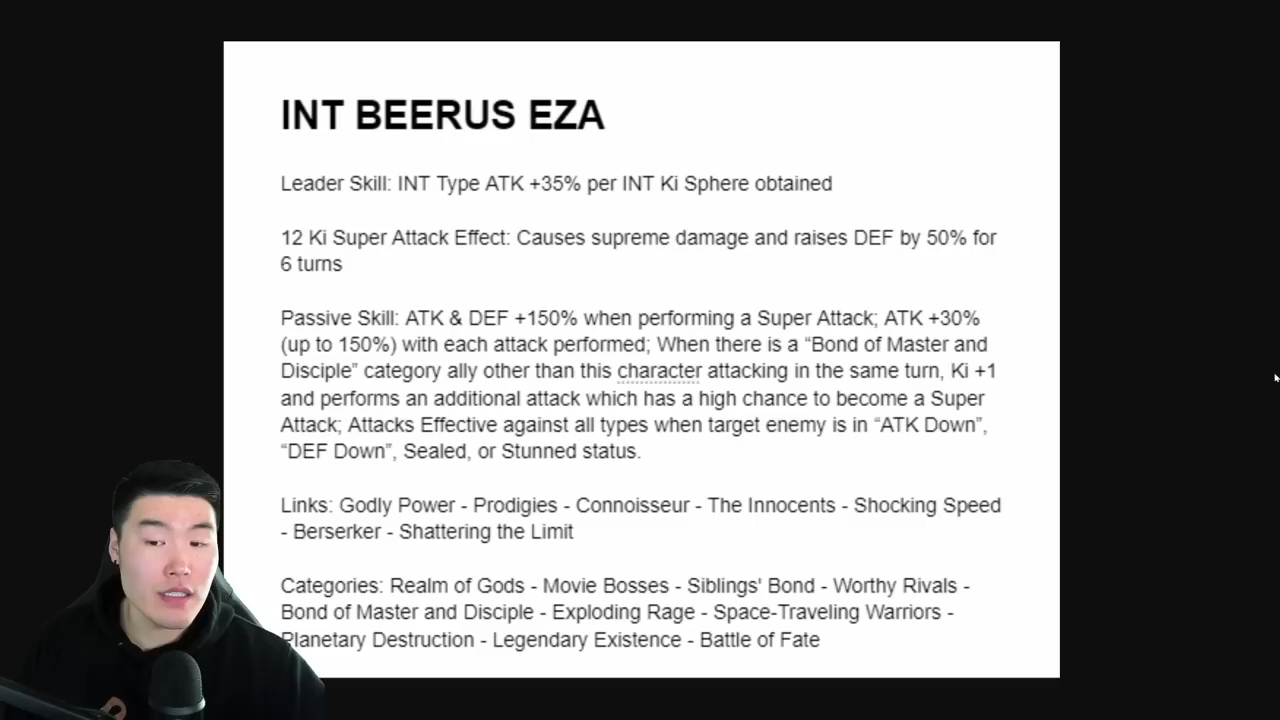 INT BEERUS EZA
Leader Skill: INT Type ATK +35% per INT Ki Sphere obtained
12 Ki Super Attack Effect: Causes supreme damage and raises DEF by 50% for
6 turns
Passive Skill: ATK & DEF +150% when performing a Super Attack; ATK +30%
(up to 150%) with each attack performed; When there is a “Bond of Master and
Disciple” category ally other than this character attacking in the same turn, Ki +1
and performs an additional attack which has a high chance to become a Super
Attack; Attacks Effective against all types when target enemy is in “ATK Down”,
“DEF Down”, Sealed, or Stunned status.
Links: Godly Power - Prodigies - Connoisseur - The Innocents - Shocking Speed
- Berserker - Shattering the Limit
Categories: Realm of Gods - Movie Bosses - Siblings' Bond - Worthy Rivals -
Bond of Master and Disciple - Exploding Rage - Space-Traveling Warriors -
Planetary Destruction - Legendary Existence - Battle of Fate